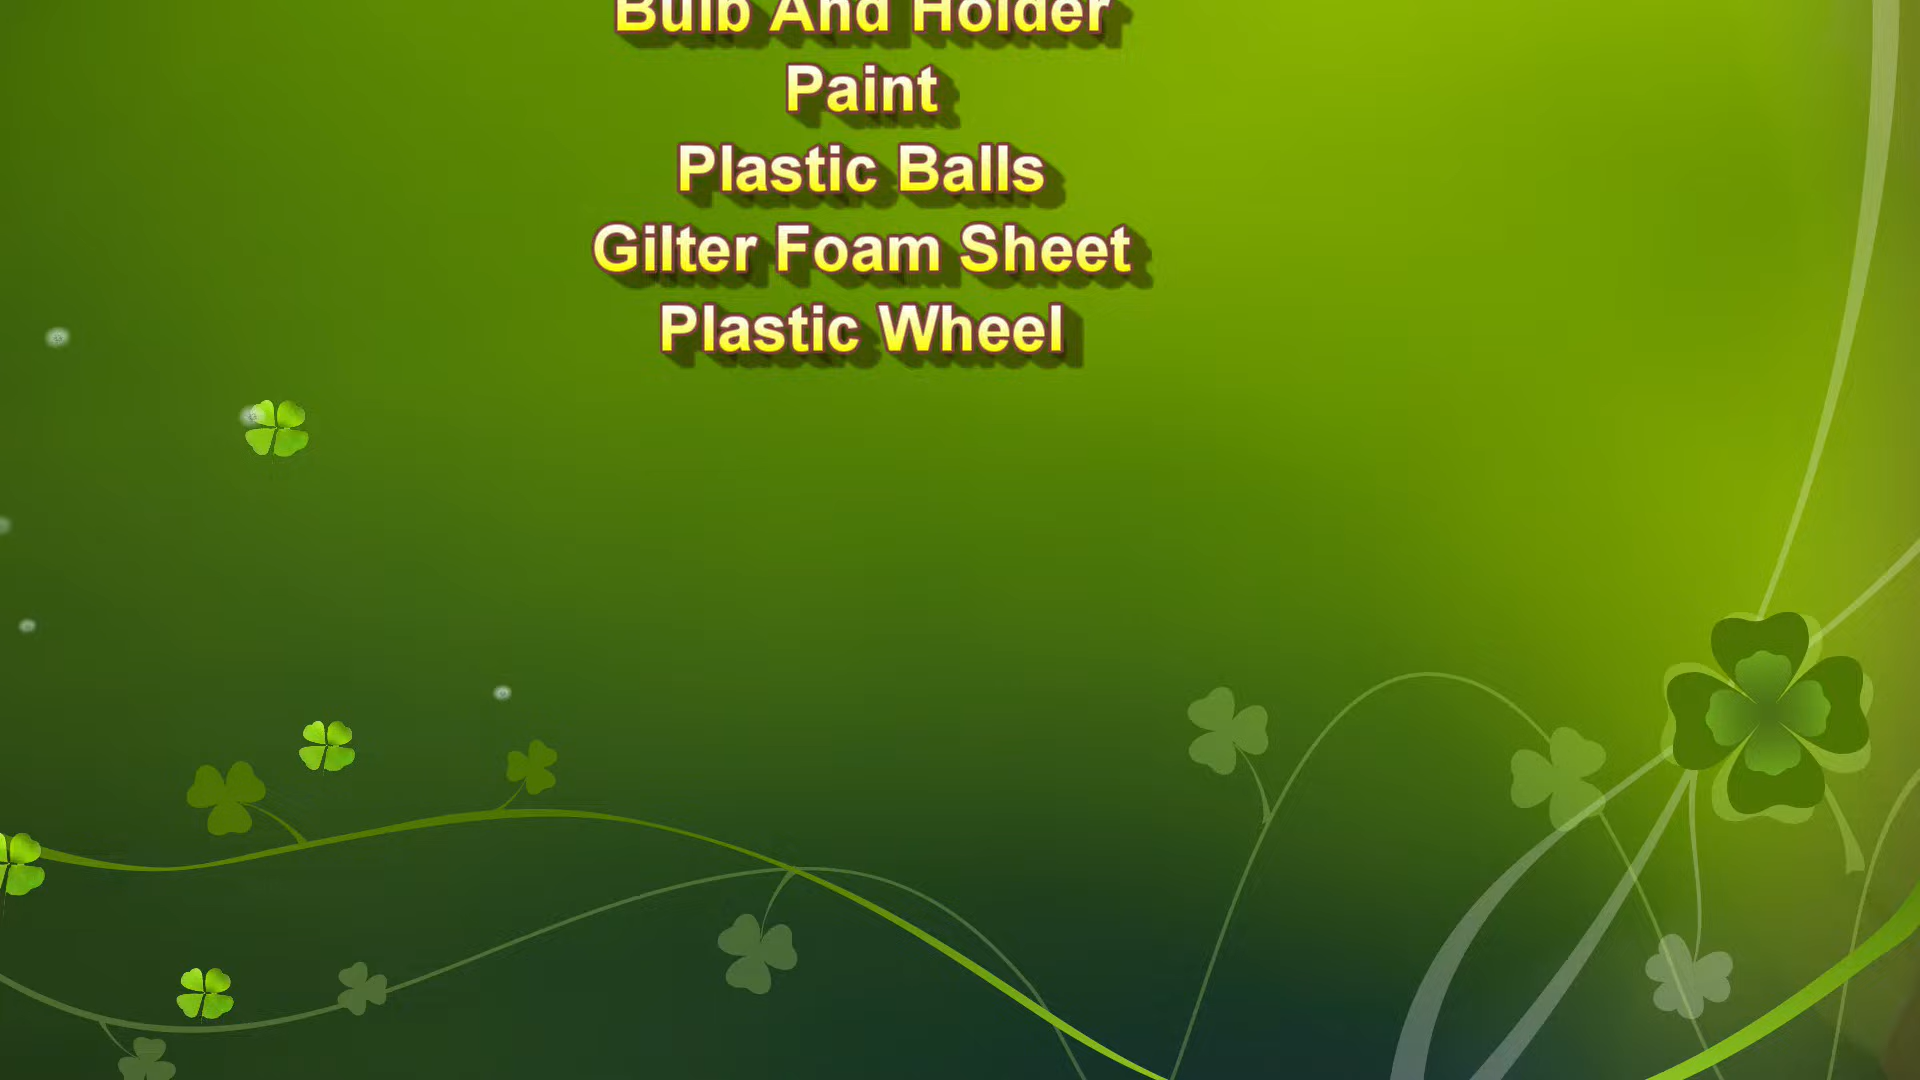 Bulb And Holder
Paint
Plastic Balls
Gilter Foam Sheet
Plastic Wheel